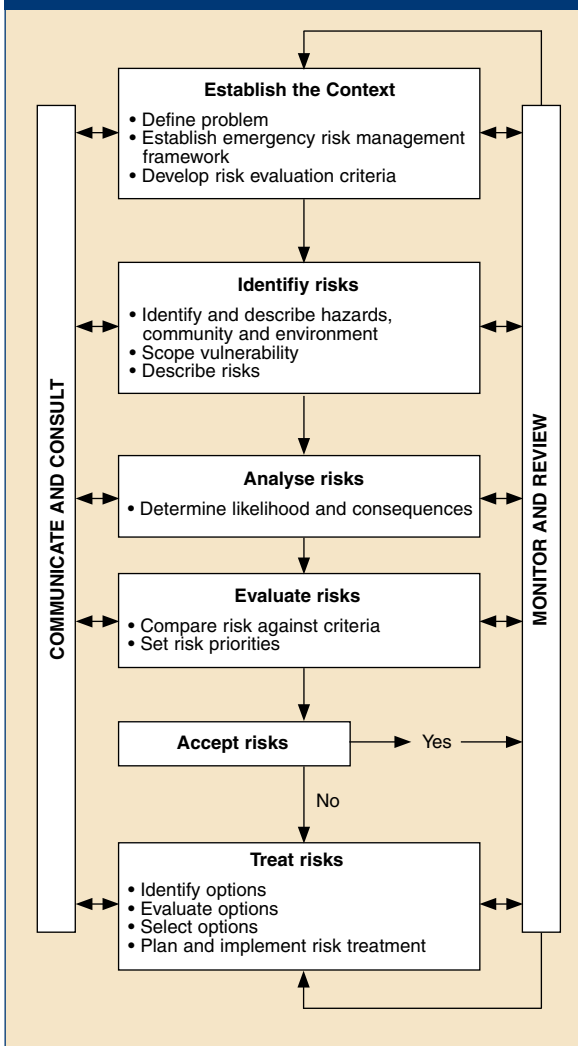 Establish the Context
• Define problem
• Establish emergency risk management
framework
• Develop risk evaluation criteria
Identifiy risks
• Identify and describe hazards,
community and environment
• Scope vulnerability
• Describe risks
Analyse risks
• Determine likelihood and consequences
Evaluate risks
• Compare risk against criteria
• Set risk priorities
Accept risks
Yes
No
Treat risks
• Identify options
• Evaluate options
• Select options
• Plan and implement risk treatment
COMMUNICATE AND CONSULT
MONITOR AND REVIEW